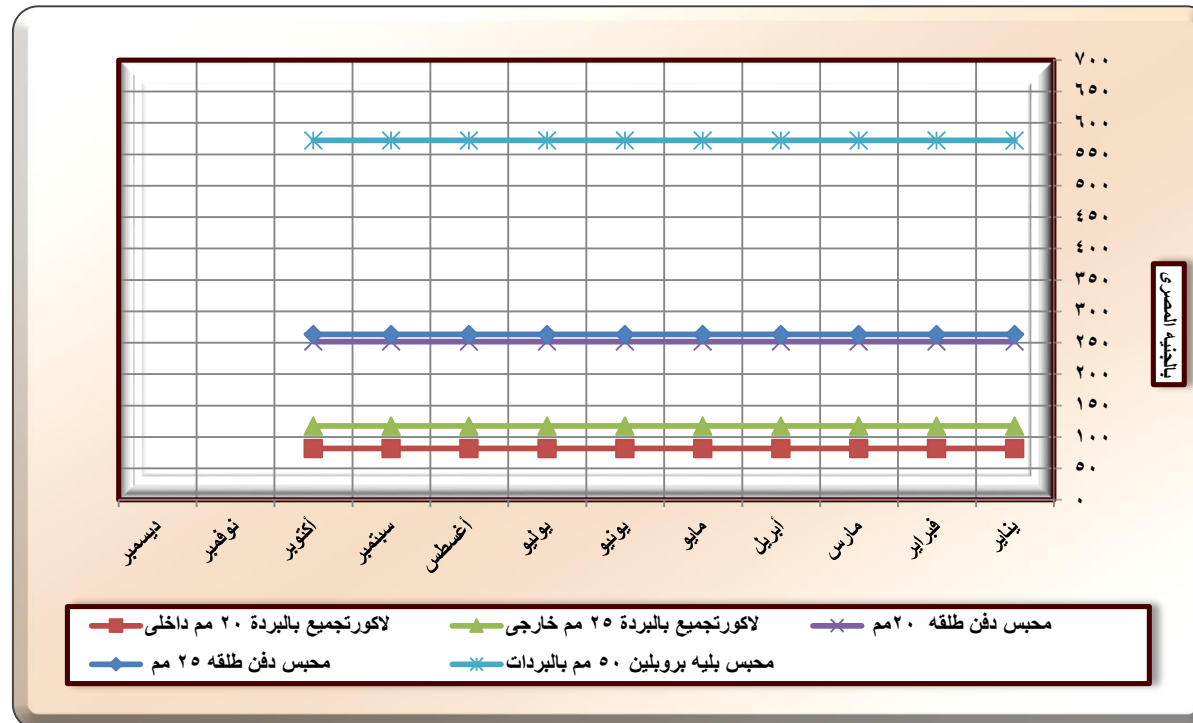 ٧٠٠
٦٥٠
٦٠٠
٥٥٠
٥٠٠
٤٥٠
٤٠٠
٣٥٠
٣٠٠
٢٥٠
٢٠٠
١٥٠
١٠٠
٥٠
٠
بالجنيه المصرى
يناير
فبراير
مارس
أبريل
مايو
يونيو
يوليو
أغسطس
سبتمبر
أكتوبر
نوفمبر
ديسمبر
محبس دفن طلقه ٢٠مم
لاكورتجميع بالبردة ٢٥ مم خارجى
لاكورتجميع بالبردة ٢٠ مم داخلى
محبس بليه بروبلين ٥٠ مم بالبردات
محبس دفن طلقه ٢٥ مم